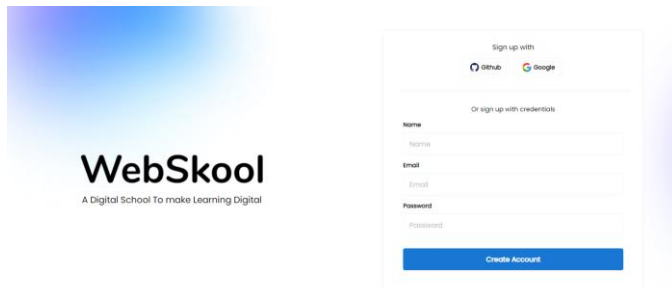 WebSkool
A Digital School To make Learning Digital
Sign up with
Github Google
Or sign up with credentials
Name
Name
Email
Email
Password
Password
Create Account